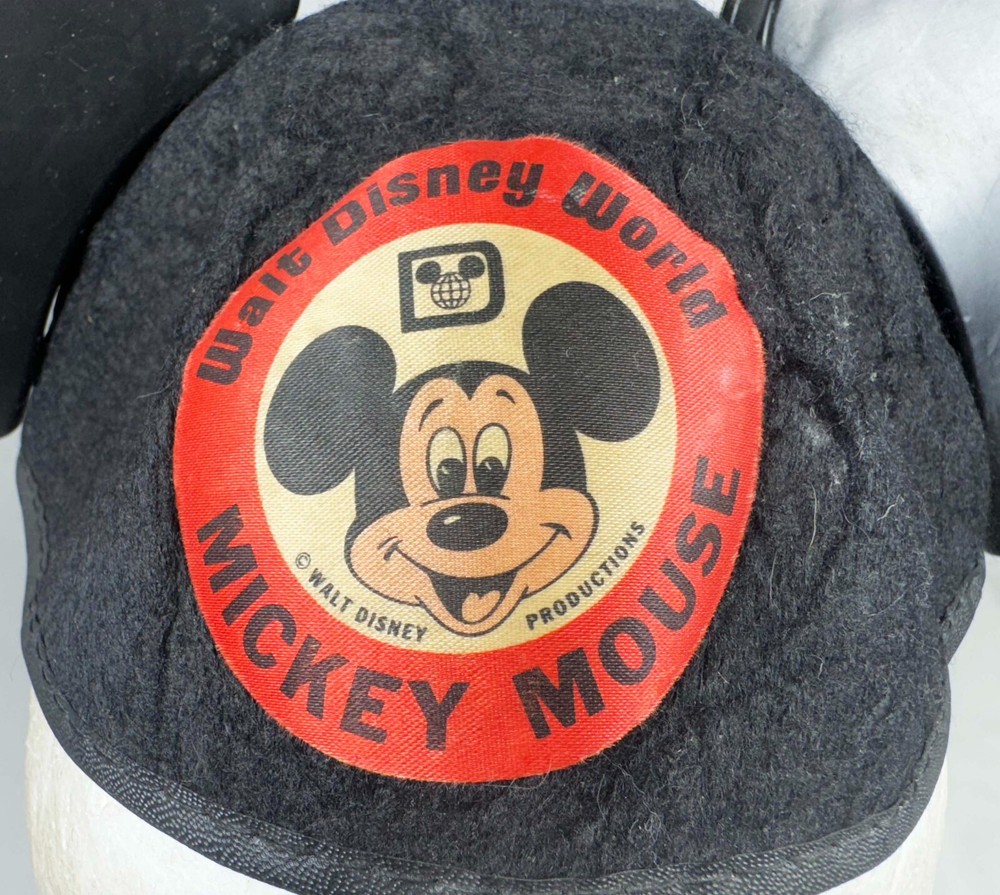 Walt Disney World
© WALT DISNEY PRODUCTIONS
MICKEY MOUSE